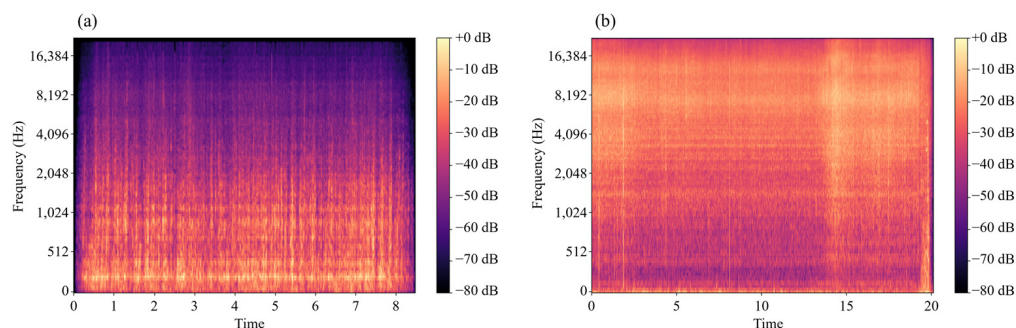 (a)
+0 dB
16,384
−10 dB
−20 dB
8,192
−30 dB
4,096
−40 dB
2,048
−50 dB
1,024
−60 dB
512
−70 dB
0
−80 dB
Frequency (Hz)
0 1 2 3 4 5 6 7 8
Time
(b)
+0 dB
16,384
−10 dB
−20 dB
8,192
−30 dB
4,096
−40 dB
2,048
−50 dB
1,024
−60 dB
512
−70 dB
0
−80 dB
Frequency (Hz)
0 5 10 15 20
Time